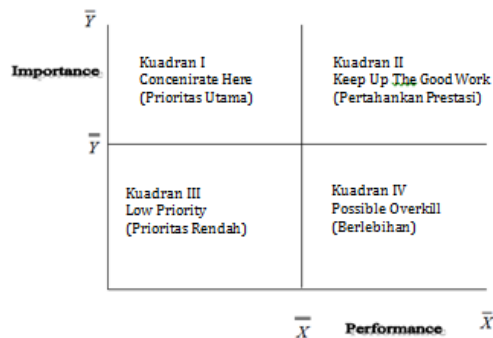 Y̅
Importance
Kuadran I
Concenirate Here
(Prioritas Utama)
Kuadran II
Keep Up The Good Work
(Pertahankan Prestasi)
Y̿
Kuadran III
Low Priority
(Prioritas Rendah)
Kuadran IV
Possible Overkill
(Berlebihan)
X̿
Performance
X̅